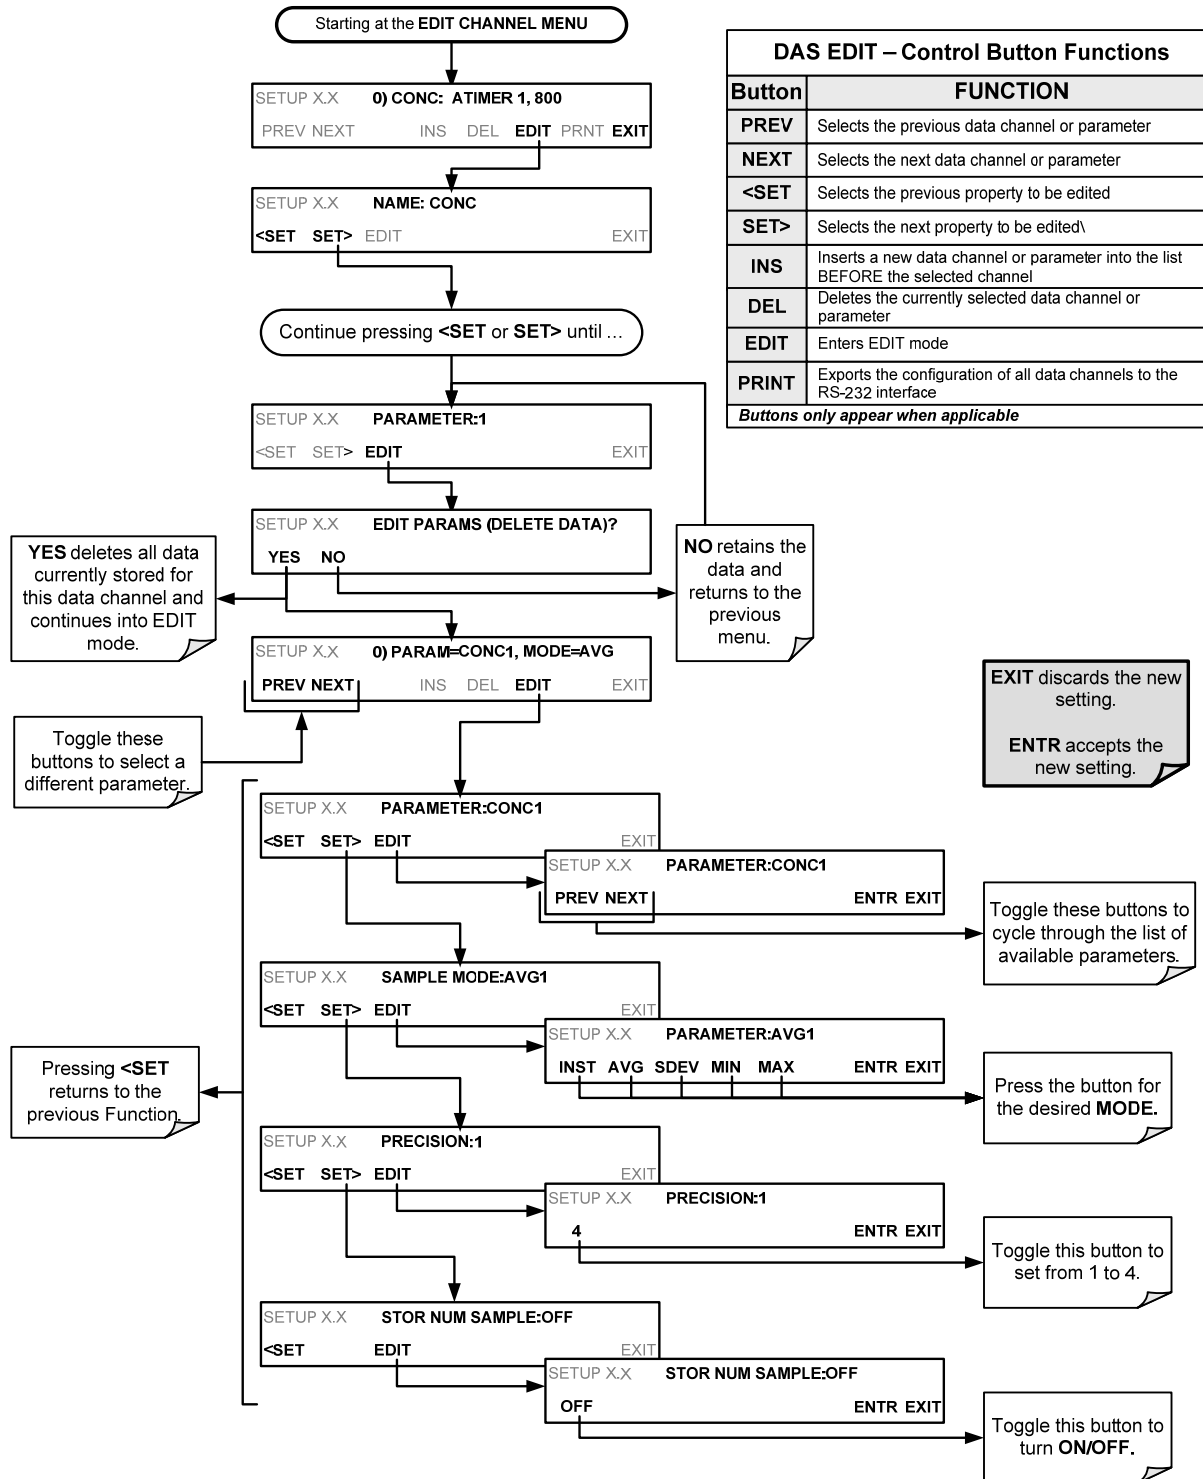 Starting at the EDIT CHANNEL MENU
SETUP X.X 0) CONC: ATIMER 1, 800
PREV NEXT INS DEL EDIT PRNT EXIT
SETUP X.X NAME: CONC
<SET SET> EDIT EXIT
Continue pressing <SET or SET> until ...
SETUP X.X PARAMETER:1
<SET SET> EDIT EXIT
SETUP X.X EDIT PARAMS (DELETE DATA)?
YES NO
YES deletes all data
currently stored for
this data channel and
continues into EDIT
mode.
NO retains the
data and
returns to the
previous
menu.
SETUP X.X 0) PARAM=CONC1, MODE=AVG
PREV NEXT INS DEL EDIT EXIT
Toggle these
buttons to select a
different parameter.
DAS EDIT – Control Button Functions
Button FUNCTION
PREV Selects the previous data channel or parameter
NEXT Selects the next data channel or parameter
<SET Selects the previous property to be edited
SET> Selects the next property to be edited\
INS Inserts a new data channel or parameter into the list
BEFORE the selected channel
DEL Deletes the currently selected data channel or
parameter
EDIT Enters EDIT mode
PRINT Exports the configuration of all data channels to the
RS-232 interface
Buttons only appear when applicable
EXIT discards the new
setting.
ENTR accepts the
new setting.
SETUP X.X PARAMETER:CONC1
<SET SET> EDIT EXIT
SETUP X.X PARAMETER:CONC1
PREV NEXT ENTR EXIT
Toggle these buttons to
cycle through the list of
available parameters.
SETUP X.X SAMPLE MODE:AVG1
<SET SET> EDIT EXIT
SETUP X.X PARAMETER:AVG1
INST AVG SDEV MIN MAX ENTR EXIT
Press the button for
the desired MODE.
Pressing <SET
returns to the
previous Function.
SETUP X.X PRECISION:1
<SET SET> EDIT EXIT
SETUP X.X PRECISION:1
4 ENTR EXIT
Toggle this button to
set from 1 to 4.
SETUP X.X STOR NUM SAMPLE:OFF
<SET EDIT EXIT
SETUP X.X STOR NUM SAMPLE:OFF
OFF ENTR EXIT
Toggle this button to
turn ON/OFF.